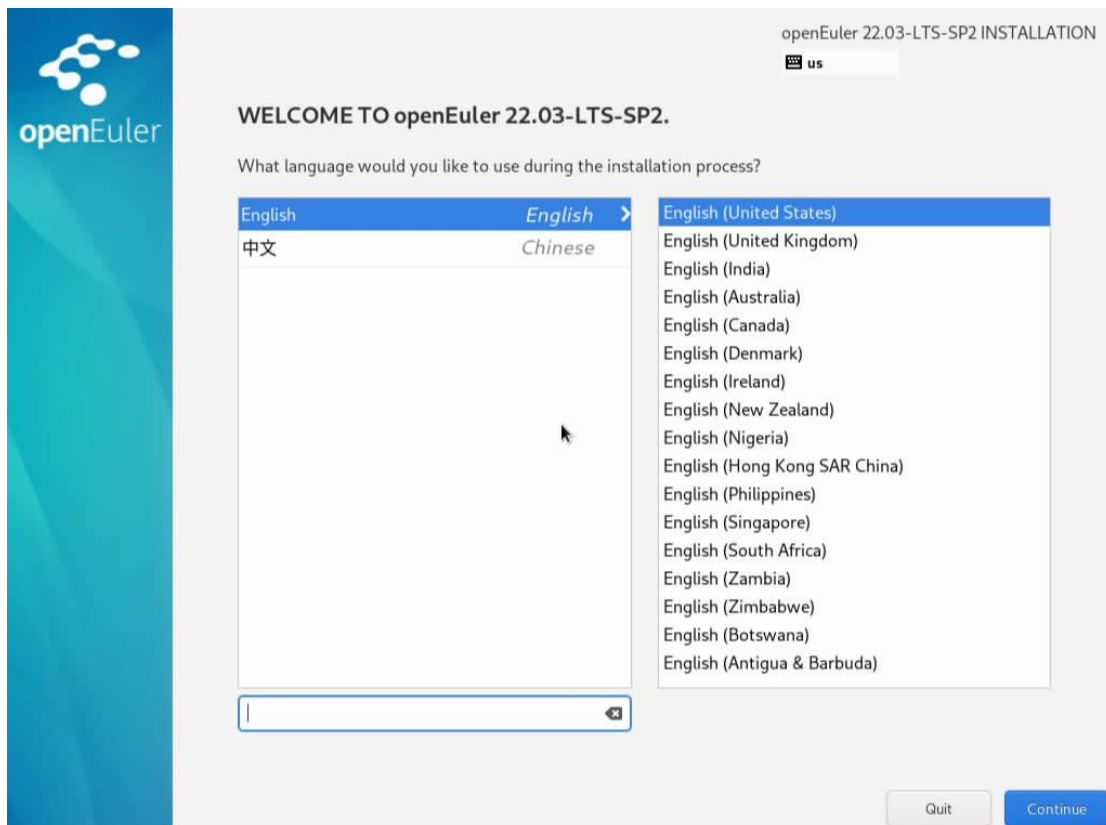 openEuler
openEuler 22.03-LTS-SP2 INSTALLATION
us
WELCOME TO openEuler 22.03-LTS-SP2.
What language would you like to use during the installation process?
English English
中文 Chinese
English (United States)
English (United Kingdom)
English (India)
English (Australia)
English (Canada)
English (Denmark)
English (Ireland)
English (New Zealand)
English (Nigeria)
English (Hong Kong SAR China)
English (Philippines)
English (Singapore)
English (South Africa)
English (Zambia)
English (Zimbabwe)
English (Botswana)
English (Antigua & Barbuda)
Quit
Continue